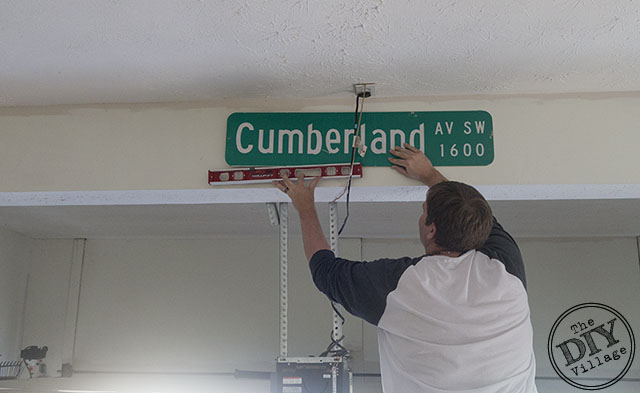 Cumberland AV SW
1600
The
DIY
Village